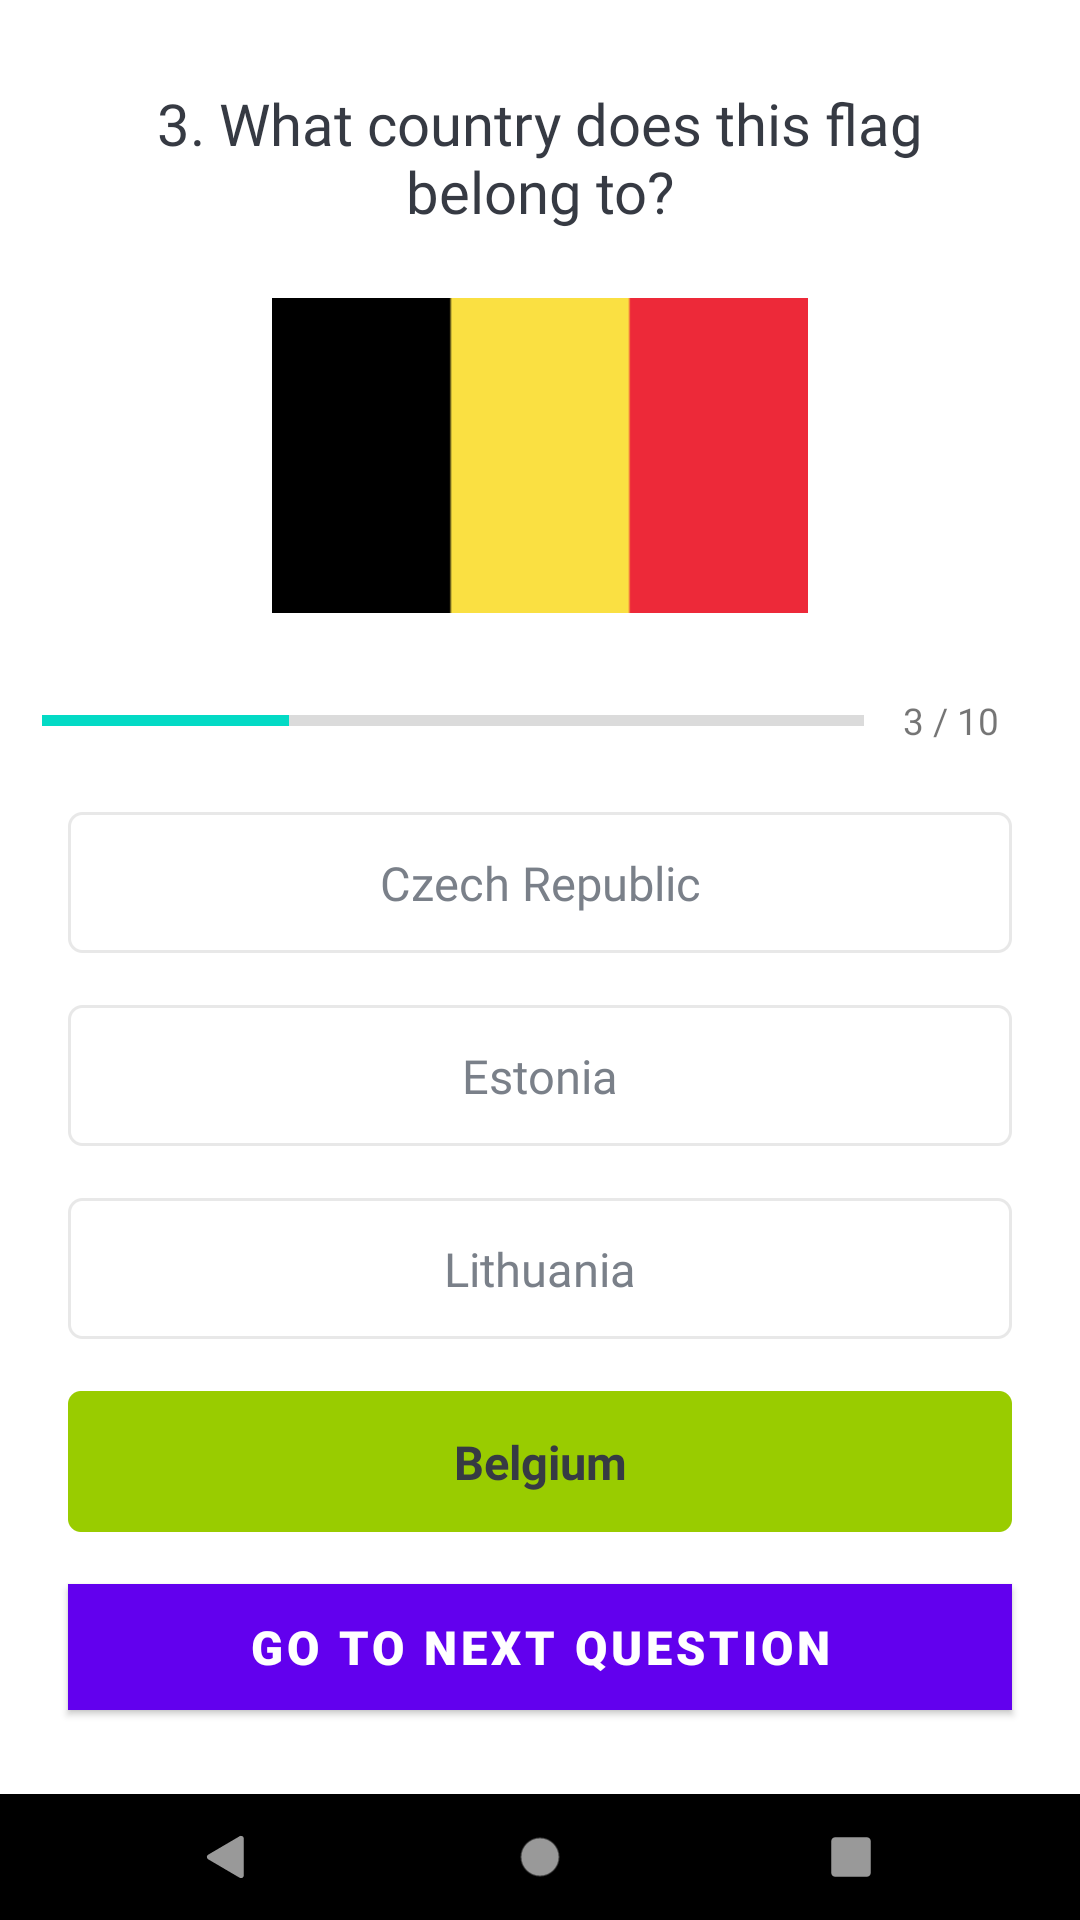 3. What country does this flag
belong to?
3 / 10
Czech Republic
Estonia
Lithuania
Belgium
GO TO NEXT QUESTION